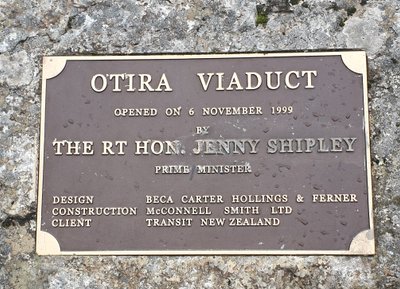 OTIRA VIADUCT
OPENED ON 6 NOVEMBER 1999
BY
THE RT HON. JENNY SHIPLEY
PRIME MINISTER
DESIGN BECA CARTER HOLLINGS & FERNER
CONSTRUCTION MCCONNELL SMITH LTD
CLIENT TRANSIT NEW ZEALAND